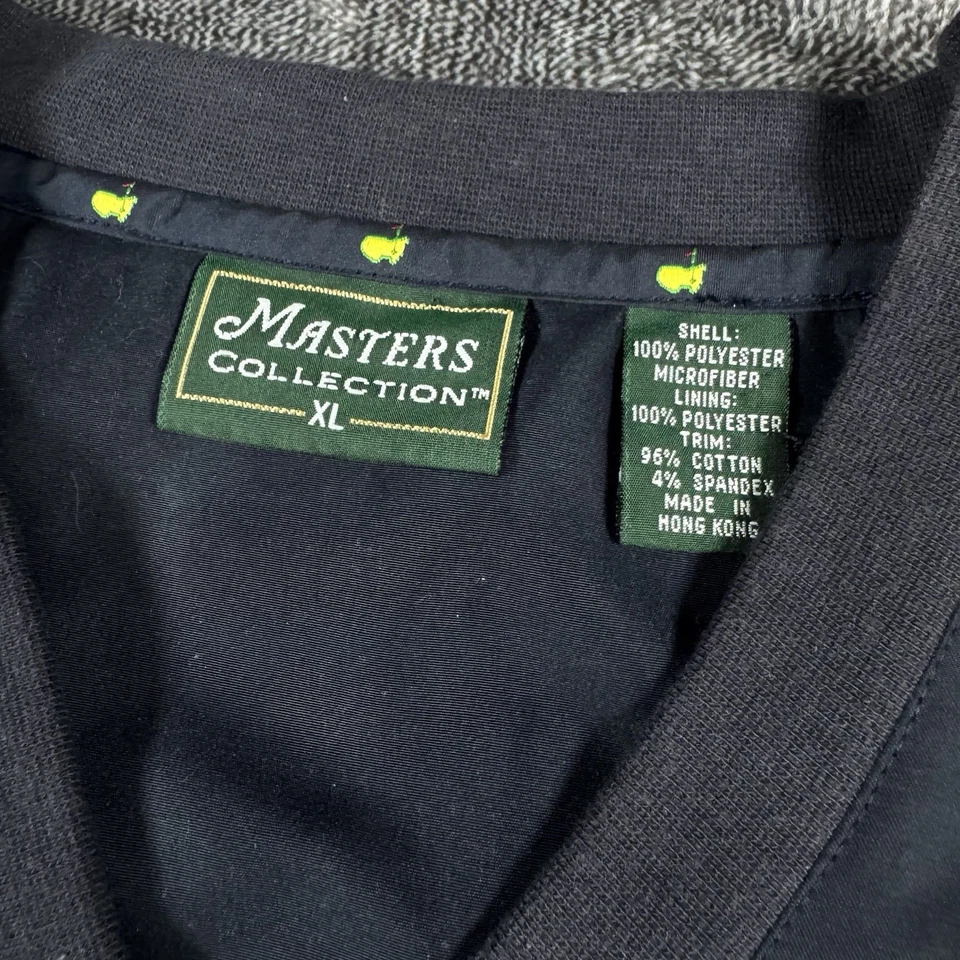 MASTERS
COLLECTION™
XL
SHELL:
100% POLYESTER
MICROFIBER
LINING:
100% POLYESTER
TRIM:
96% COTTON
4% SPANDEX
MADE IN
HONG KONG